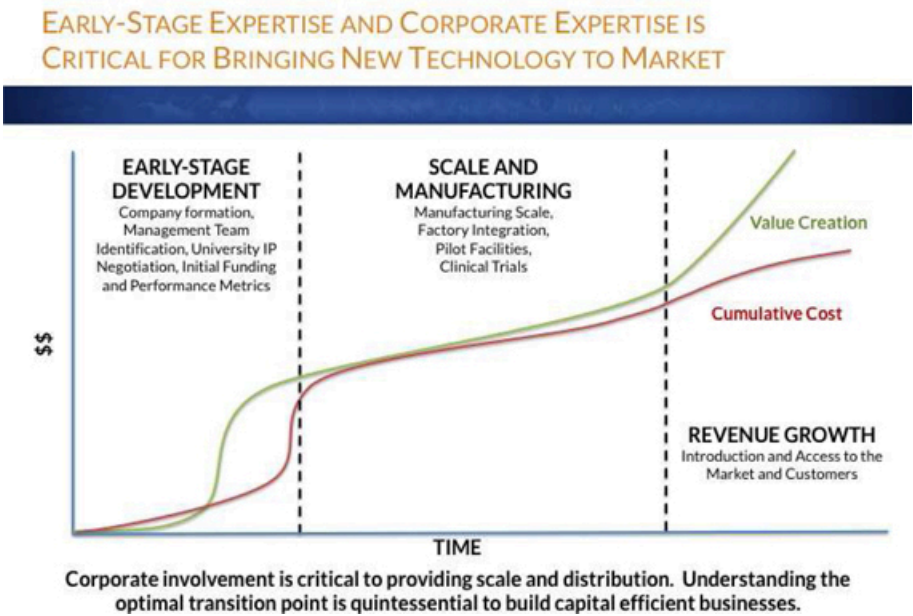 EARLY-STAGE EXPERTISE AND CORPORATE EXPERTISE IS
CRITICAL FOR BRINGING NEW TECHNOLOGY TO MARKET
EARLY-STAGE
DEVELOPMENT
Company formation,
Management Team
Identification, University IP
Negotiation, Initial Funding
and Performance Metrics
SCALE AND
MANUFACTURING
Manufacturing Scale,
Factory Integration,
Pilot Facilities,
Clinical Trials
Value Creation
Cumulative Cost
$$
REVENUE GROWTH
Introduction and Access to the
Market and Customers
TIME
Corporate involvement is critical to providing scale and distribution. Understanding the
optimal transition point is quintessential to build capital efficient businesses.